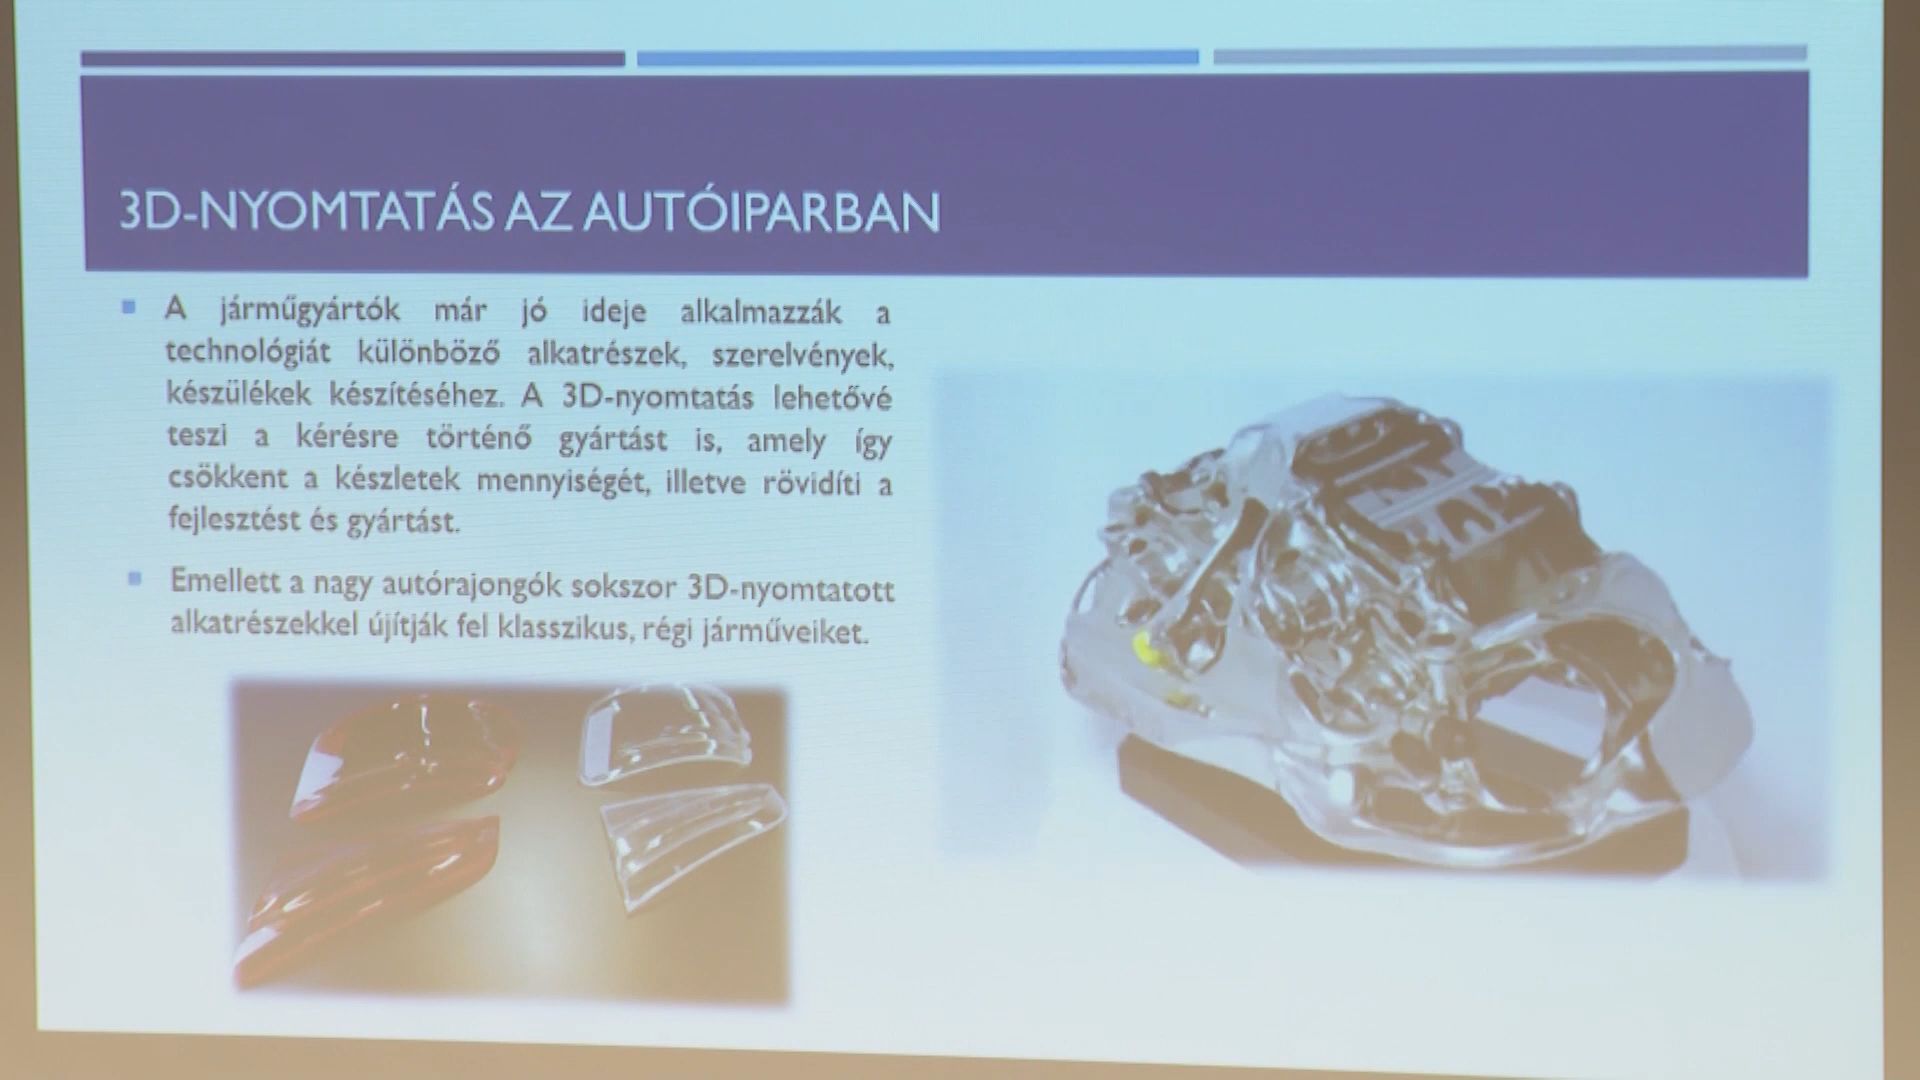 3D-NYOMTATÁS AZ AUTÓIPARBAN
A járműgyártók már jó ideje alkalmazzák a
technológiát különböző alkatrészek, szerelvények,
készülékek készítéséhez. A 3D-nyomtatás lehetővé
teszi a kérésre történő gyártást is, amely így
csökkent a készletek mennyiségét, illetve rövidíti a
fejlesztést és gyártást.
Emellett a nagy autórajongók sokszor 3D-nyomtatott
alkatrészekkel újítják fel klasszikus, régi járműveiket.